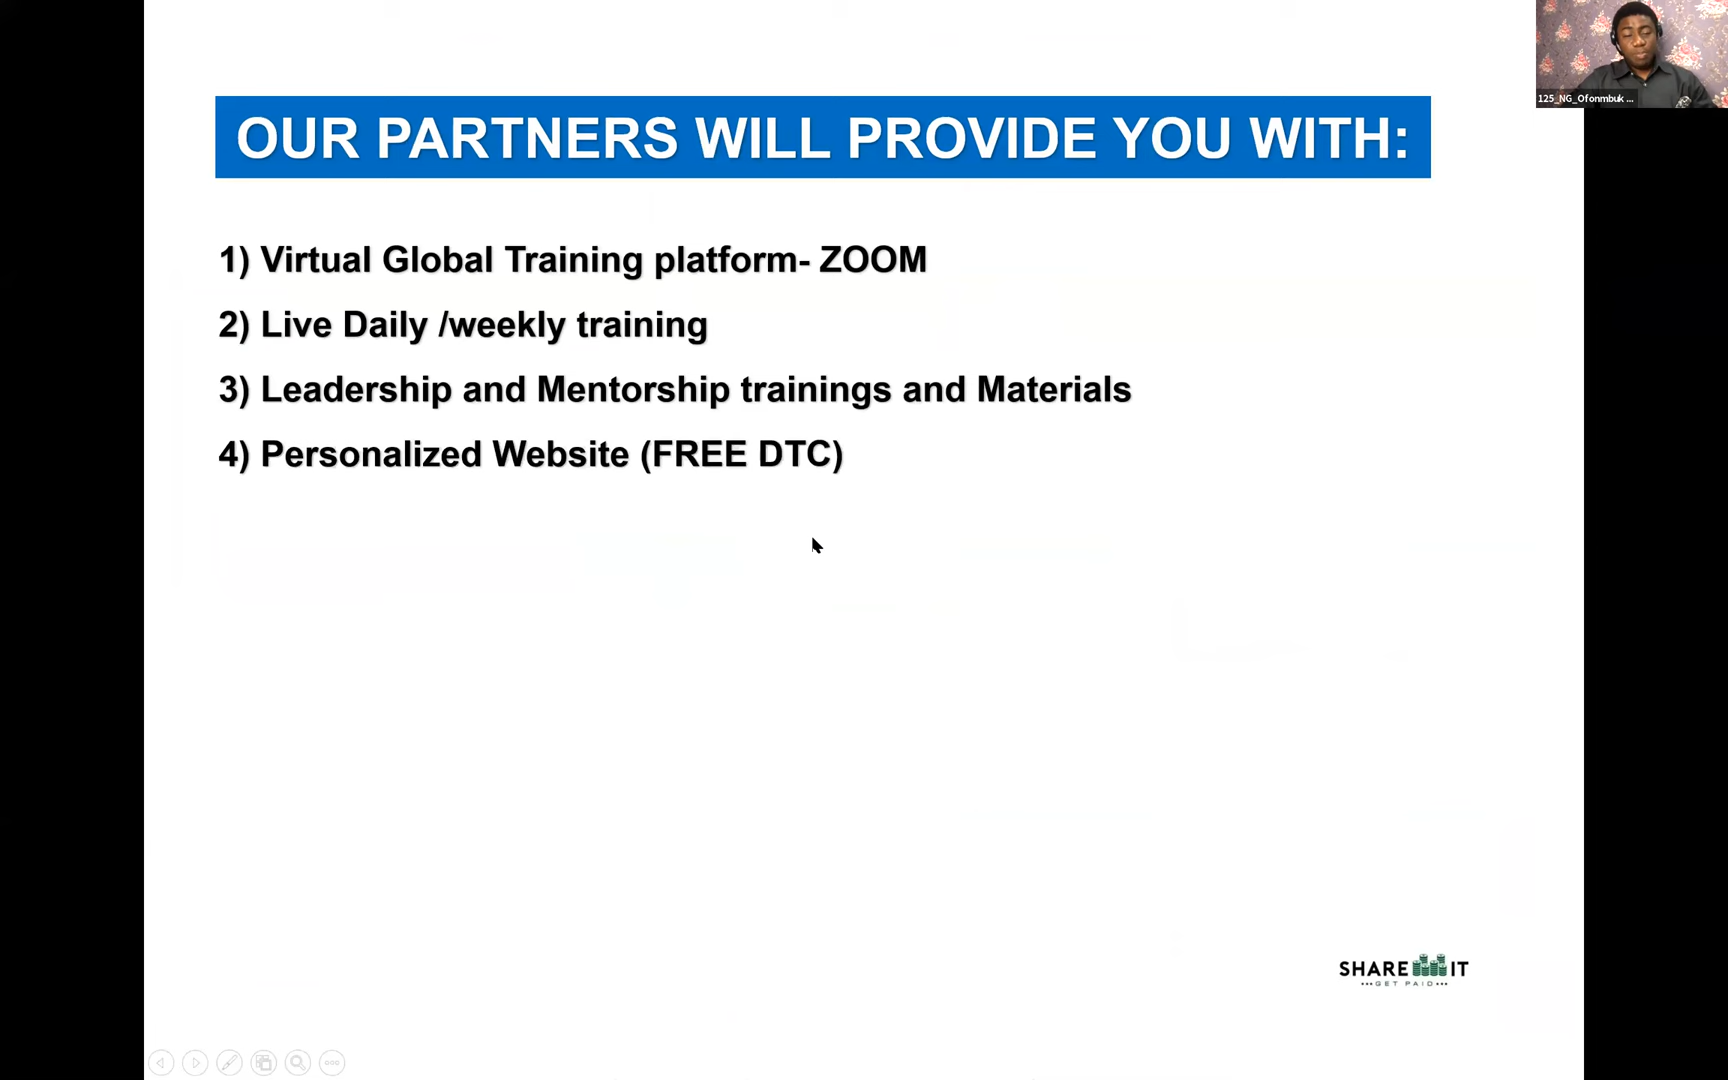 OUR PARTNERS WILL PROVIDE YOU WITH:
1) Virtual Global Training platform- ZOOM
2) Live Daily /weekly training
3) Leadership and Mentorship trainings and Materials
4) Personalized Website (FREE DTC)
125_NG_Ofonmbuk ...
SHARE IT
•••GET PAID•••